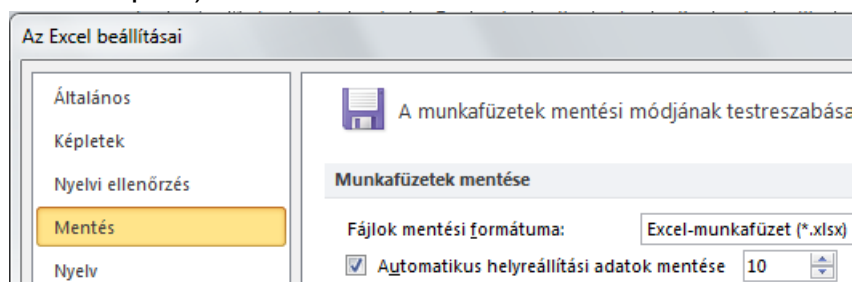 Az Excel beállításai
Általános
Képletek
Nyelvi ellenőrzés
Mentés
Nyelv
A munkafüzetek mentési módjának testreszabása
Munkafüzetek mentése
Fájlok mentési formátuma: Excel-munkafüzet (*.xlsx)
Automatikus helyreállítási adatok mentése 10